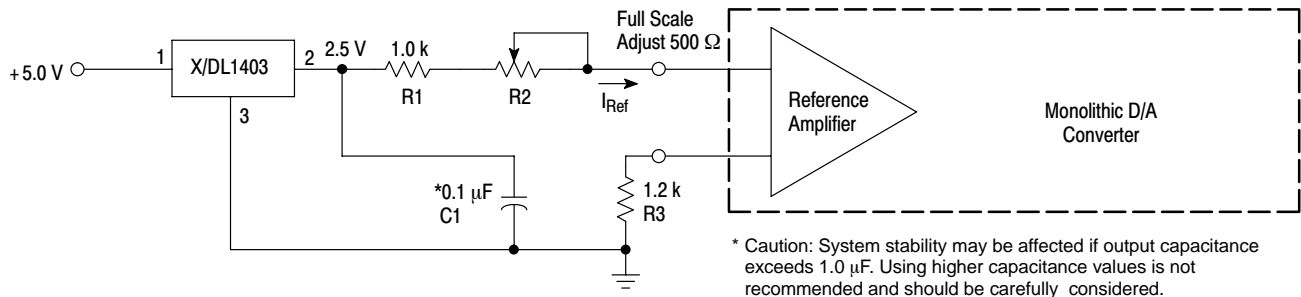 +5.0 V
1
X/DL1403
2
3
2.5 V
1.0 k
R1
R2
Full Scale
Adjust 500 Ω
IRef
Reference
Amplifier
Monolithic D/A
Converter
*0.1 μF
C1
1.2 k
R3
* Caution: System stability may be affected if output capacitance
exceeds 1.0 μF. Using higher capacitance values is not
recommended and should be carefully considered.